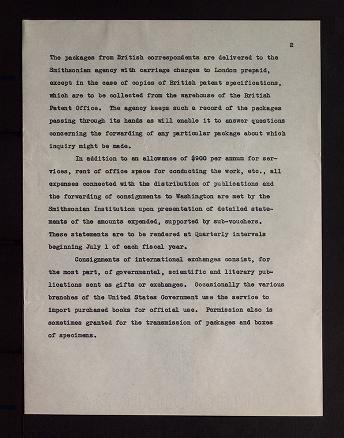 2
The packages from British correspondents are delivered to the
Smithsonian agency with carriage charges to London prepaid,
except in the case of copies of British patent specifications,
which are to be collected from the warehouse of the British
Patent Office. The agency keeps such a record of the packages
passing through its hands as will enable it to answer questions
concerning the forwarding of any particular package about which
inquiry might be made.
In addition to an allowance of $900 per annum for ser-
vices, rent of office space for conducting the work, etc., all
expenses connected with the distribution of publications and
the forwarding of consignments to Washington are met by the
Smithsonian Institution upon presentation of detailed state-
ments of the amounts expended, supported by sub-vouchers.
These statements are to be rendered at Quarterly intervals
beginning July 1 of each fiscal year.
Consignments of international exchanges consist, for
the most part, of governmental, scientific and literary pub-
lications sent as gifts or exchanges. Occasionally the various
branches of the United States Government use the service to
import purchased books for official use. Permission also is
sometimes granted for the transmission of packages and boxes
of specimens.